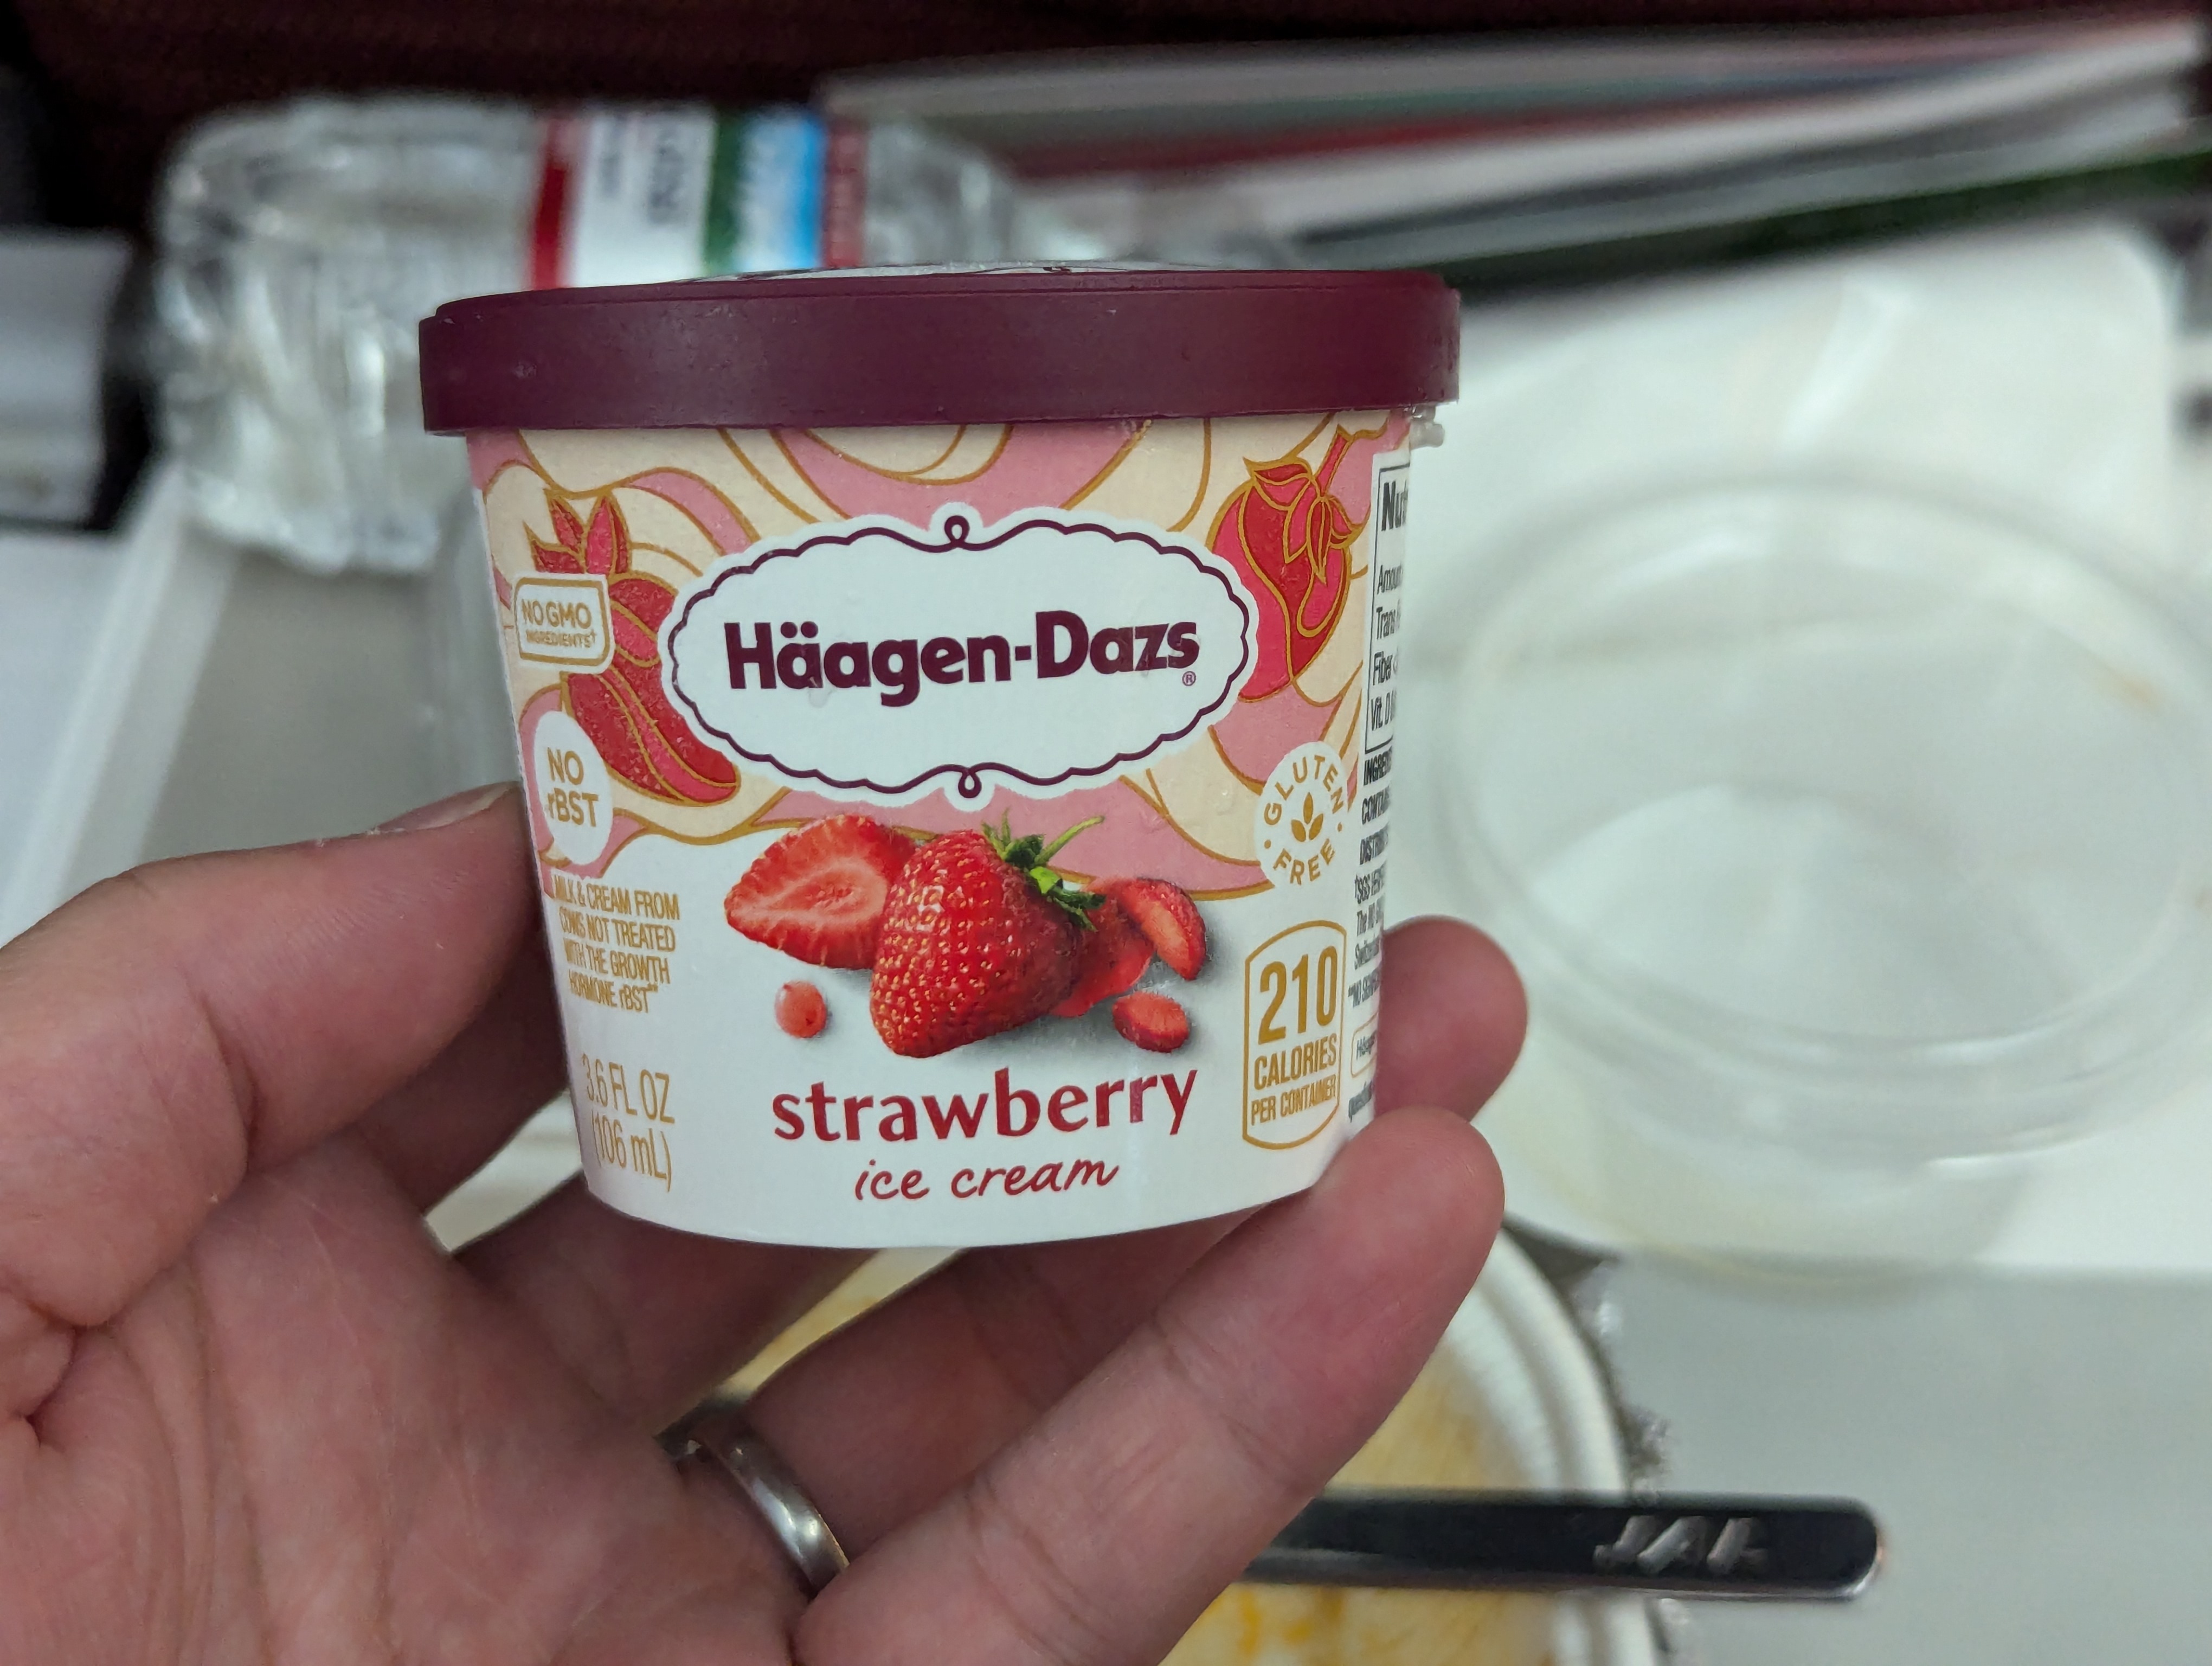 Häagen-Dazs®
NO GMO
INGREDIENTS†
NO
rBST
MILK & CREAM FROM
COWS NOT TREATED
WITH THE GROWTH
HORMONE rBST**
3.6 FL OZ
(106 mL)
strawberry
ice cream
GLUTEN
FREE
210
CALORIES
PER CONTAINER
JAL